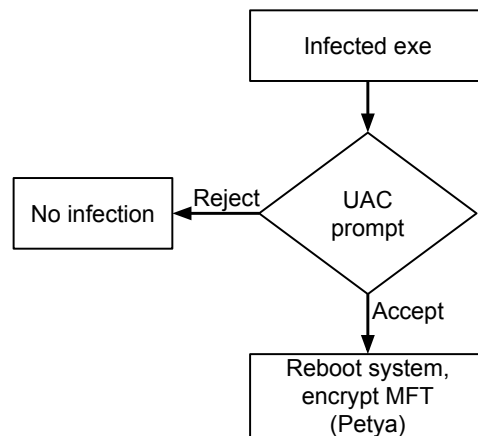 Infected exe
UAC
prompt
Reject
No infection
Accept
Reboot system,
encrypt MFT
(Petya)